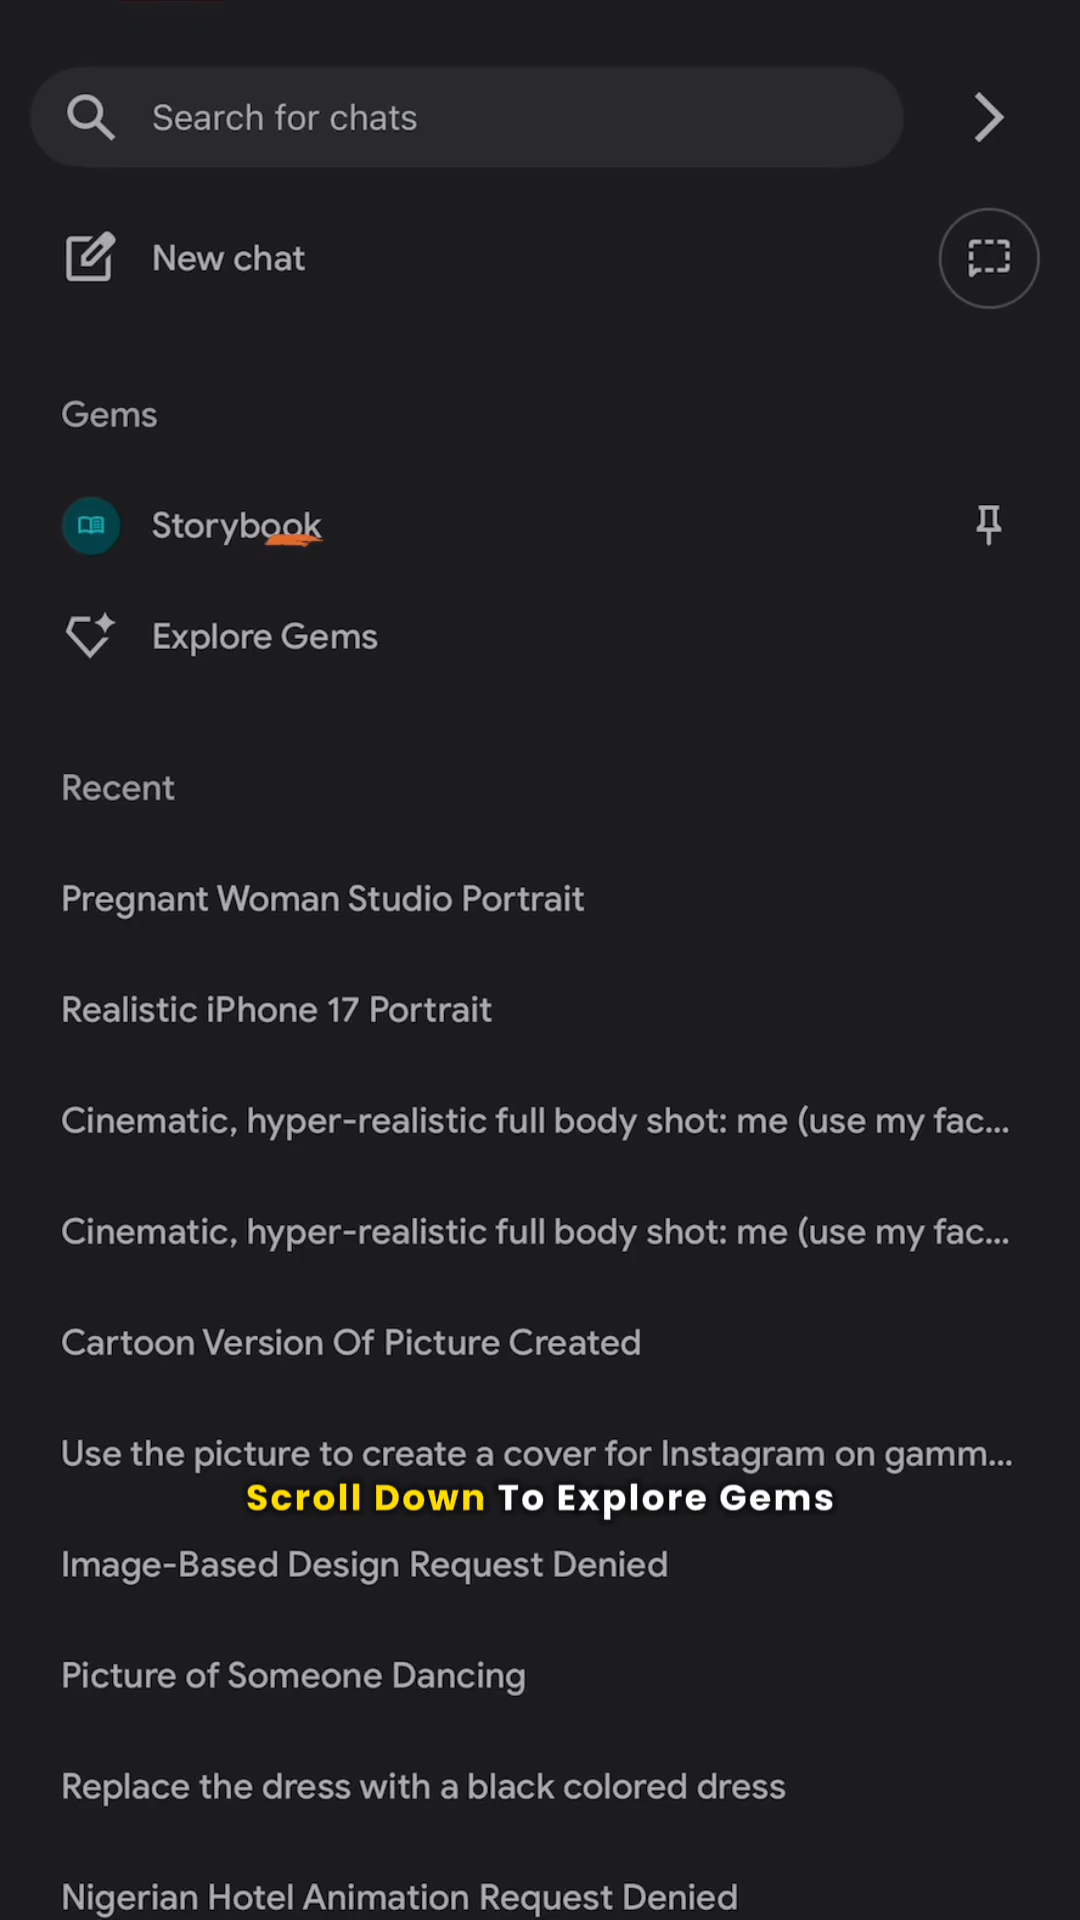 Search for chats
New chat
Gems
Storybook
Explore Gems
Recent
Pregnant Woman Studio Portrait
Realistic iPhone 17 Portrait
Cinematic, hyper-realistic full body shot: me (use my fac...
Cinematic, hyper-realistic full body shot: me (use my fac...
Cartoon Version Of Picture Created
Use the picture to create a cover for Instagram on gamm...
Scroll Down To Explore Gems
Image-Based Design Request Denied
Picture of Someone Dancing
Replace the dress with a black colored dress
Nigerian Hotel Animation Request Denied